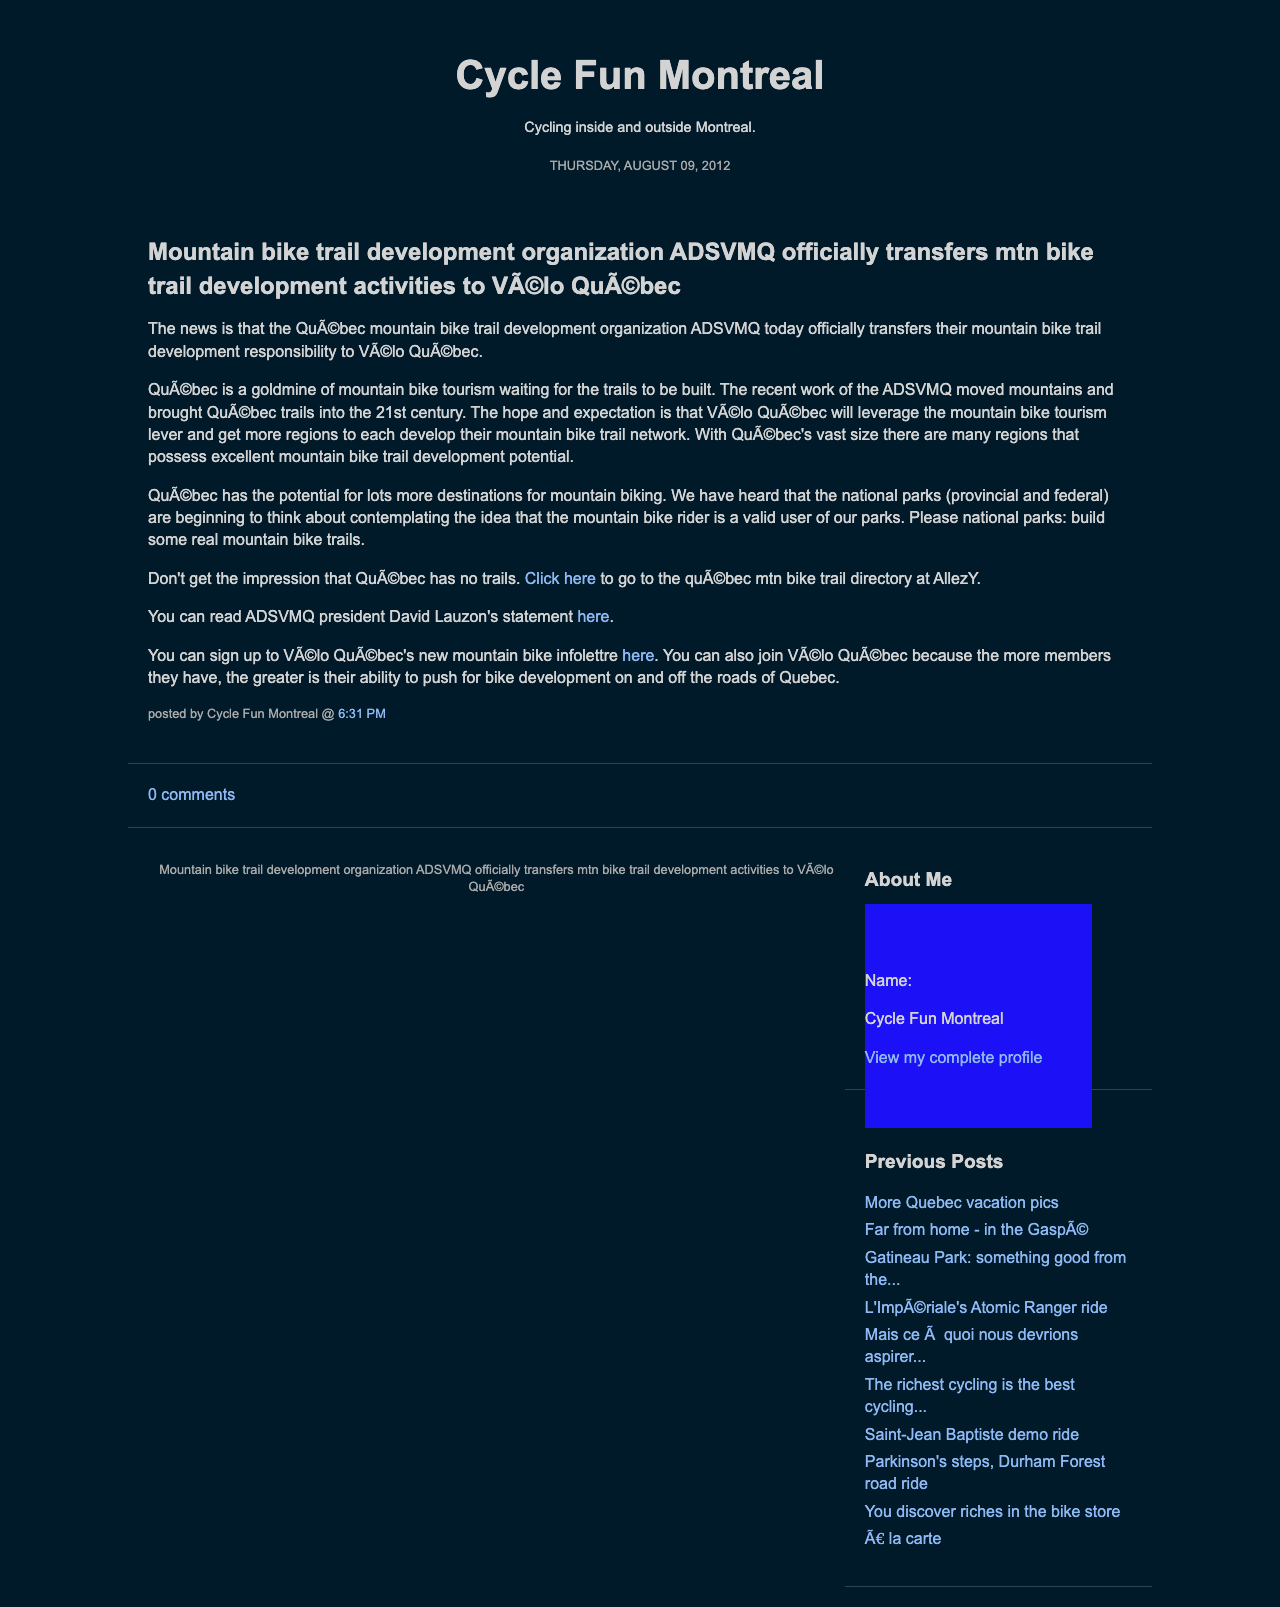 Cycle Fun Montreal
Cycling inside and outside Montreal.
THURSDAY, AUGUST 09, 2012
Mountain bike trail development organization ADSVMQ officially transfers mtn bike
trail development activities to VÃ©lo QuÃ©bec
The news is that the QuÃ©bec mountain bike trail development organization ADSVMQ today officially transfers their mountain bike trail
development responsibility to VÃ©lo QuÃ©bec.
QuÃ©bec is a goldmine of mountain bike tourism waiting for the trails to be built. The recent work of the ADSVMQ moved mountains and
brought QuÃ©bec trails into the 21st century. The hope and expectation is that VÃ©lo QuÃ©bec will leverage the mountain bike tourism
lever and get more regions to each develop their mountain bike trail network. With QuÃ©bec's vast size there are many regions that
possess excellent mountain bike trail development potential.
QuÃ©bec has the potential for lots more destinations for mountain biking. We have heard that the national parks (provincial and federal)
are beginning to think about contemplating the idea that the mountain bike rider is a valid user of our parks. Please national parks: build
some real mountain bike trails.
Don't get the impression that QuÃ©bec has no trails. Click here to go to the quÃ©bec mtn bike trail directory at AllezY.
You can read ADSVMQ president David Lauzon's statement here.
You can sign up to VÃ©lo QuÃ©bec's new mountain bike infolettre here. You can also join VÃ©lo QuÃ©bec because the more members
they have, the greater is their ability to push for bike development on and off the roads of Quebec.
posted by Cycle Fun Montreal @ 6:31 PM
0 comments
Mountain bike trail development organization ADSVMQ officially transfers mtn bike trail development activities to VÃ©lo
QuÃ©bec
About Me
Name:
Cycle Fun Montreal
View my complete profile
Previous Posts
More Quebec vacation pics
Far from home - in the GaspÃ©
Gatineau Park: something good from
the...
L'ImpÃ©riale's Atomic Ranger ride
Mais ce Ã  quoi nous devrions
aspirer...
The richest cycling is the best
cycling...
Saint-Jean Baptiste demo ride
Parkinson's steps, Durham Forest
road ride
You discover riches in the bike store
Ã€ la carte